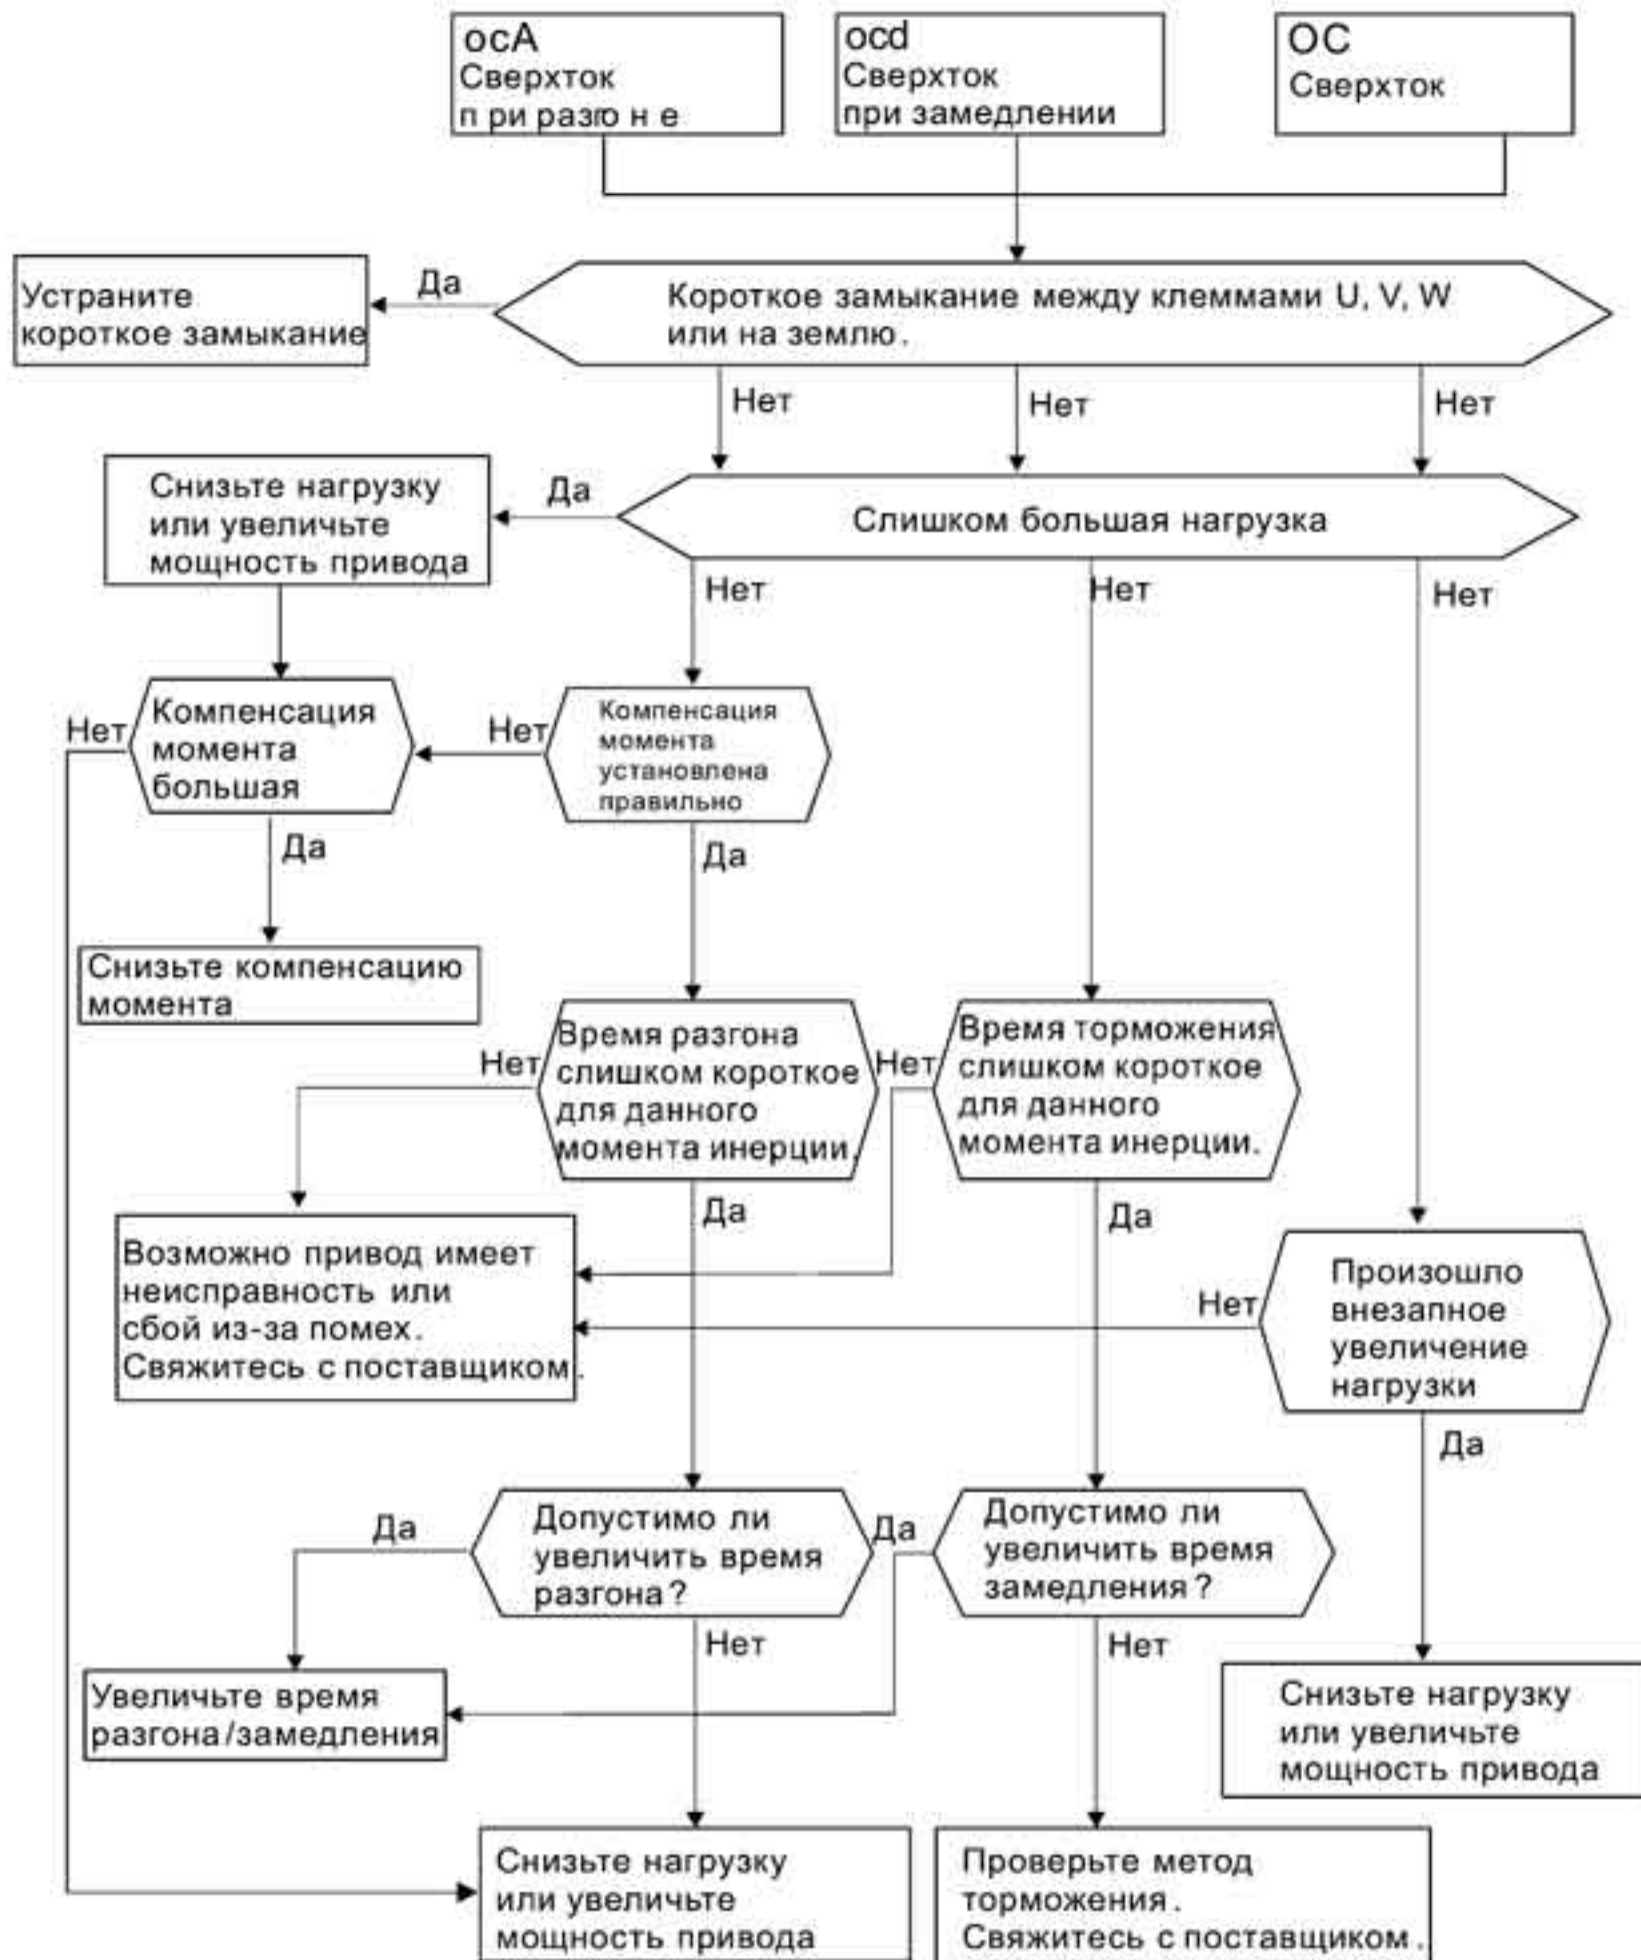 ocA
Сверхток
при разгоне
ocd
Сверхток
при замедлении
OC
Сверхток
Да
Устраните
короткое замыкание
Короткое замыкание между клеммами U, V, W
или на землю.
Нет
Нет
Нет
Снизьте нагрузку
или увеличьте
мощность привода
Да
Слишком большая нагрузка
Нет
Нет
Нет
Нет
Компенсация
момента
большая
Нет
Компенсация
момента
установлена
правильно
Да
Да
Снизьте компенсацию
момента
Нет
Время разгона
слишком короткое
для данного
момента инерции.
Нет
Время торможения
слишком короткое
для данного
момента инерции.
Да
Да
Возможно привод имеет
неисправность или
сбой из-за помех.
Свяжитесь с поставщиком.
Нет
Произошло
внезапное
увеличение
нагрузки
Да
Да
Допустимо ли
увеличить время
разгона?
Да
Допустимо ли
увеличить время
замедления?
Нет
Нет
Увеличьте время
разгона/замедления
Снизьте нагрузку
или увеличьте
мощность привода
Снизьте нагрузку
или увеличьте
мощность привода
Проверьте метод
торможения.
Свяжитесь с поставщиком.